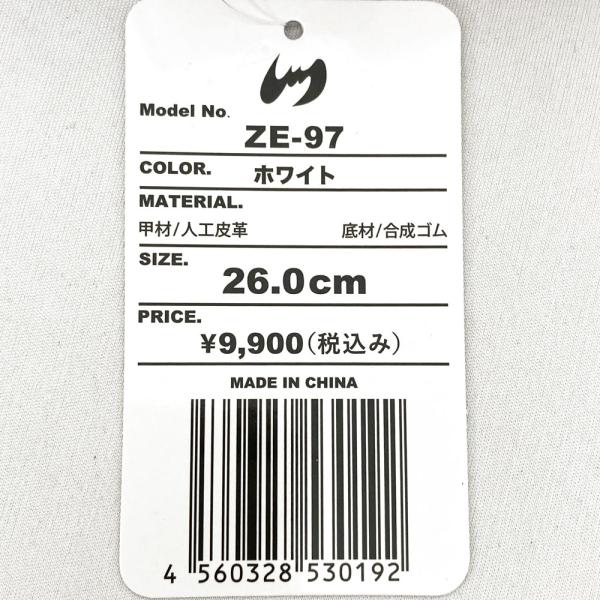 Model No.
ZE-97
COLOR. ホワイト
MATERIAL.
甲材/人工皮革 底材/合成ゴム
SIZE.
26.0cm
PRICE.
¥9,900(税込み)
MADE IN CHINA
4 560328 530192